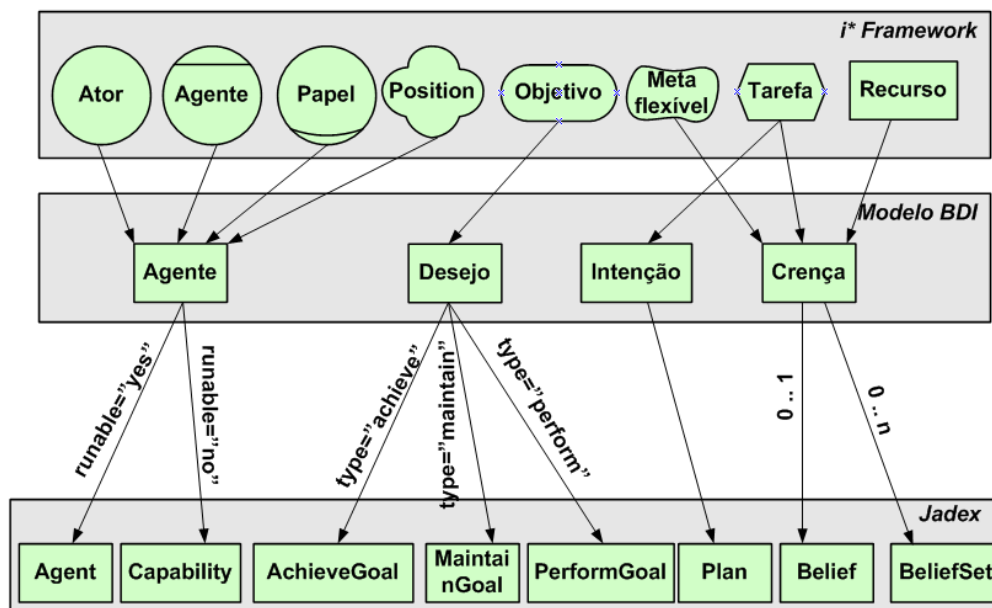 i* Framework
Ator
Agente
Papel
Position
Objetivo
Meta
flexível
Tarefa
Recurso
Modelo BDI
Agente
Desejo
Intenção
Crença
runable=”yes”
runable=”no”
type=”achieve”
type=”maintain”
type=”perform”
0 .. 1
0 .. n
Jadex
Agent
Capability
AchieveGoal
Maintai
nGoal
PerformGoal
Plan
Belief
BeliefSet